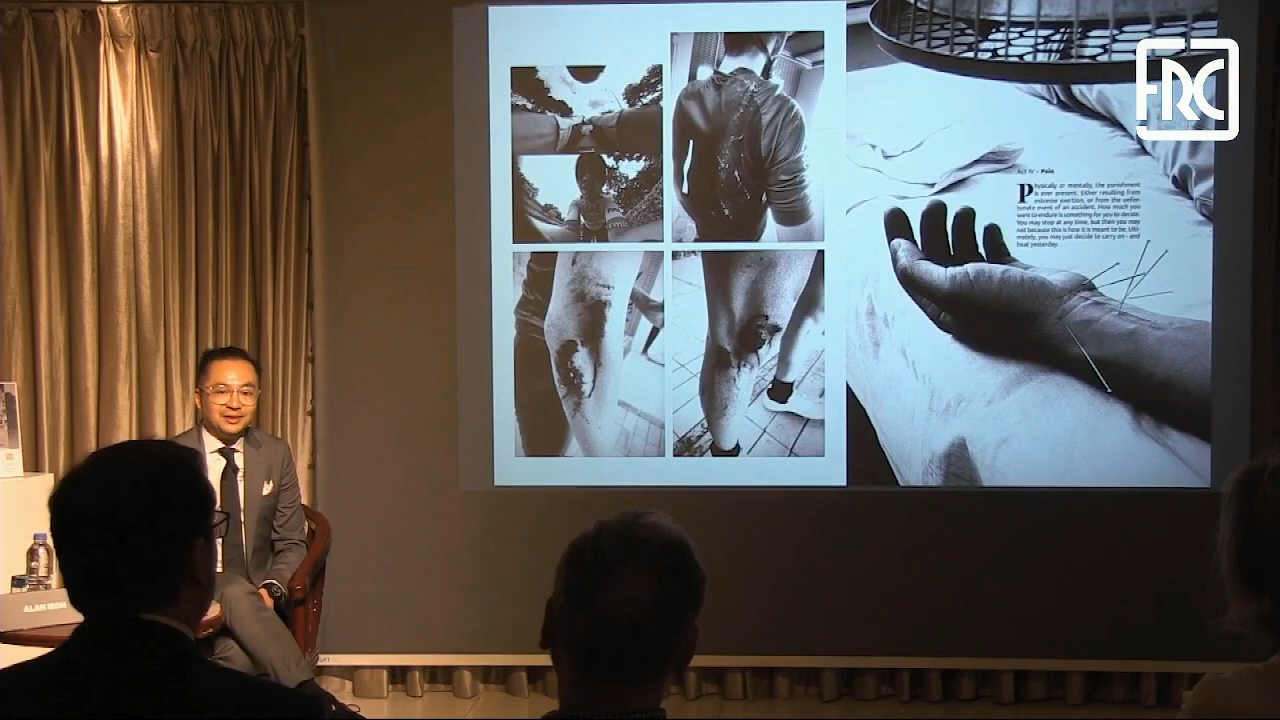 FRC
Act IV – Pain
Physically or mentally, the punishment
is ever present. Either resulting from
extreme exertion, or from the unfor-
tunate event of an accident. How much you
want to endure is something for you to decide.
You may stop at any time, but then you may
not because this is how it is meant to be. Ulti-
mately, you may just decide to carry on - and
beat yesterday.
ALAN IEON